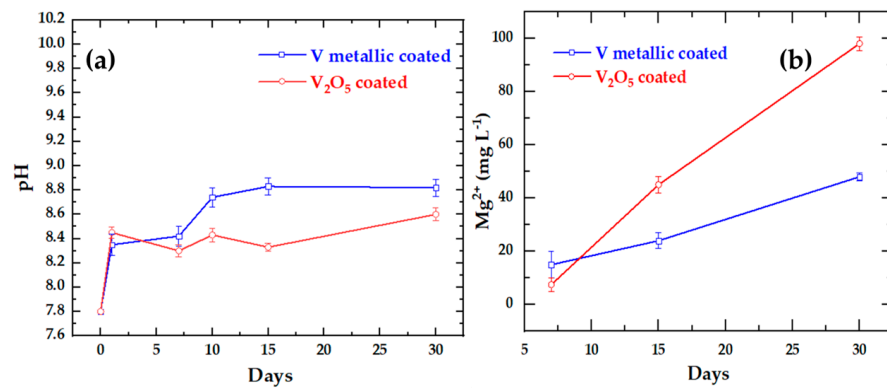 (a)
V metallic coated
V₂O₅ coated
pH
10.2
10.0
9.8
9.6
9.4
9.2
9.0
8.8
8.6
8.4
8.2
8.0
7.8
7.6
0 5 10 15 20 25 30
Days
(b)
V metallic coated
V₂O₅ coated
Mg²⁺ (mg L⁻¹)
100
80
60
40
20
0
5 10 15 20 25 30
Days